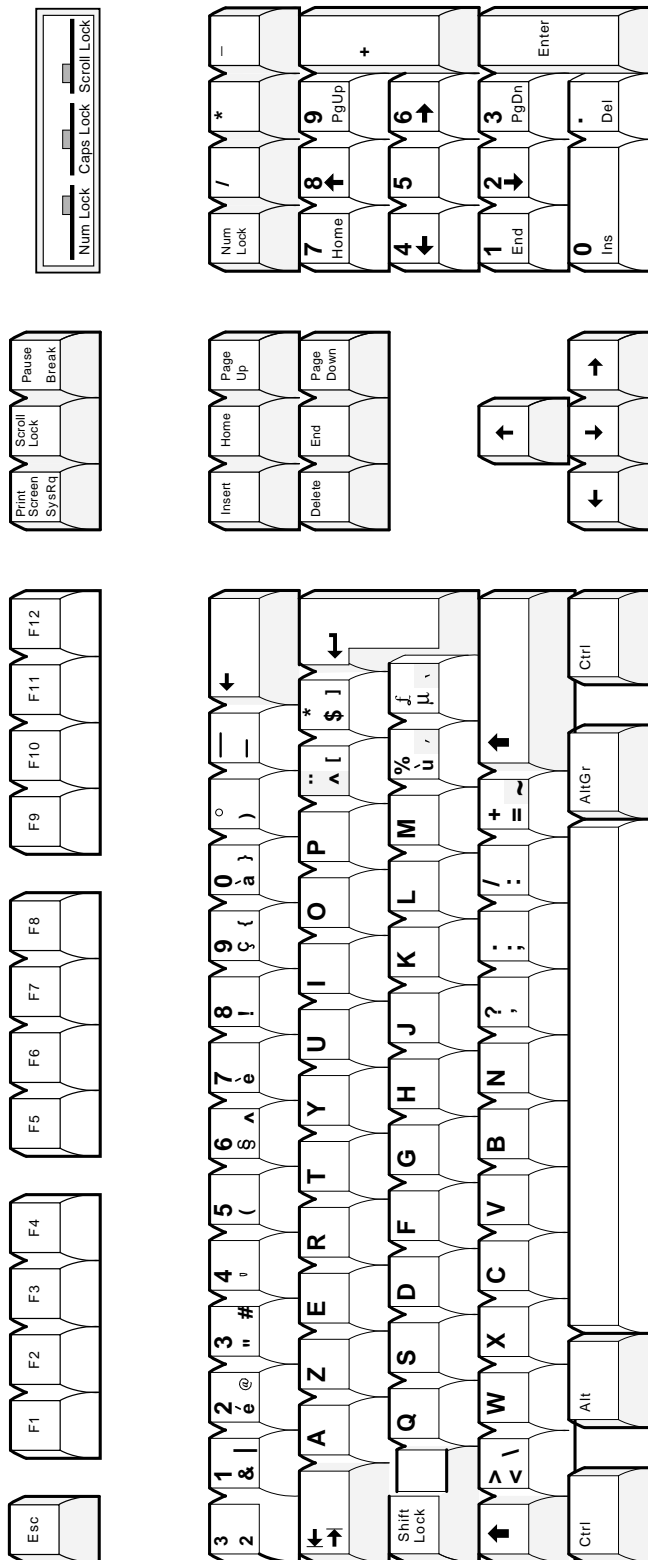 Num Lock Caps Lock Scroll Lock
Esc F1 F2 F3 F4 F5 F6 F7 F8 F9 F10 F11 F12 Print Scroll Pause
Screen Lock Break
SysRq
3 1 2 3 4 5 6 7 8 9 0 ° _ ← Insert Home Page Num / * -
2 & | é @ " # ' ( § ^ è ! ç { à } ) - Up Lock
A Z E R T Y U I O P ¨ * ↵ Delete End Page 7 8 ↑ 9 +
^ [ $ ] Down Home PgUp
Shift Q S D F G H J K L M % £ 4 5 6
Lock ù ´ µ ` ← →
↑ > W X C V B N ? . / + ↑ ↑ 1 2 3 Enter
< \ , ; : = ~ End ↓ PgDn
Ctrl Alt AltGr Ctrl ← ↓ → 0 .
Ins Del